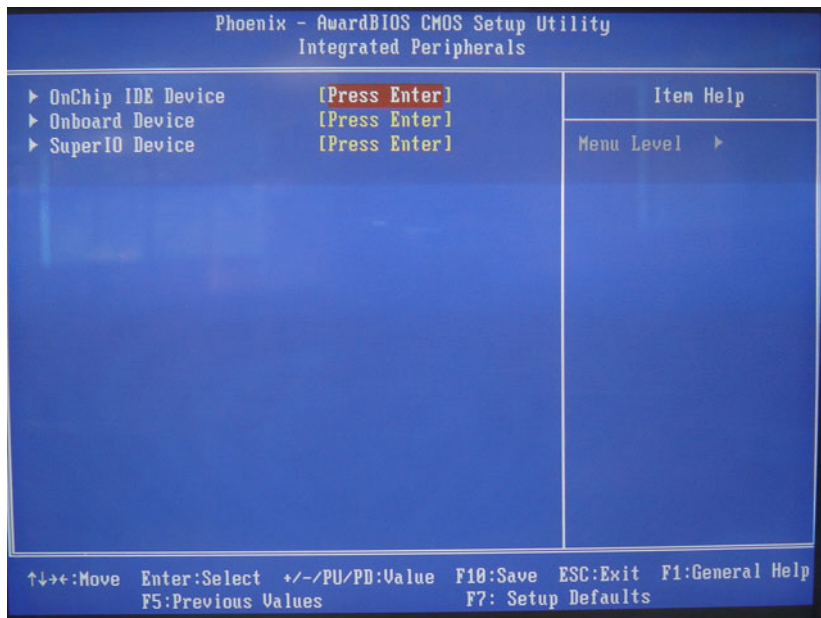 Phoenix - AwardBIOS CMOS Setup Utility
Integrated Peripherals
▶ OnChip IDE Device [Press Enter]
▶ Onboard Device [Press Enter]
▶ SuperIO Device [Press Enter]
Item Help
Menu Level ▶
↑↓→←:Move Enter:Select +/-/PU/PD:Value F10:Save ESC:Exit F1:General Help
F5:Previous Values F7: Setup Defaults